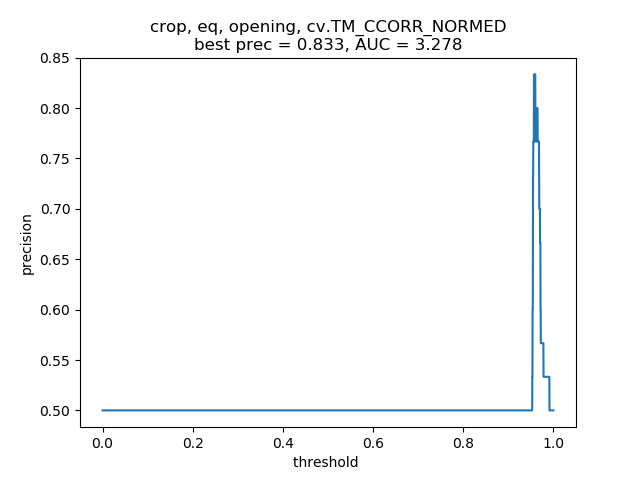 crop, eq, opening, cv.TM_CCORR_NORMED
best prec = 0.833, AUC = 3.278
0.85
0.80
0.75
0.70
0.65
0.60
0.55
0.50
precision
0.0 0.2 0.4 0.6 0.8 1.0
threshold